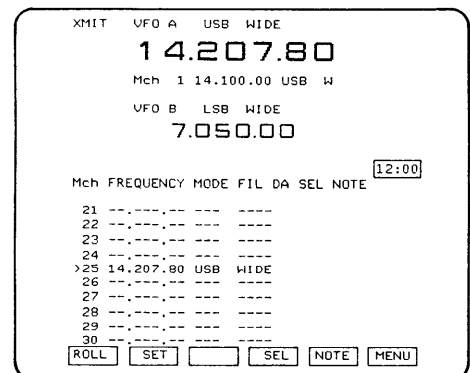 XMIT VFO A USB WIDE
14.207.80
Mch 1 14.100.00 USB W
VFO B LSB WIDE
7.050.00
12:00
Mch FREQUENCY MODE FIL DA SEL NOTE
21 --.---.-- --- ----
22 --.---.-- --- ----
23 --.---.-- --- ----
24 --.---.-- --- ----
>25 14.207.80 USB WIDE
26 --.---.-- --- ----
27 --.---.-- --- ----
28 --.---.-- --- ----
29 --.---.-- --- ----
30 --.---.-- --- ----
ROLL SET SEL NOTE MENU